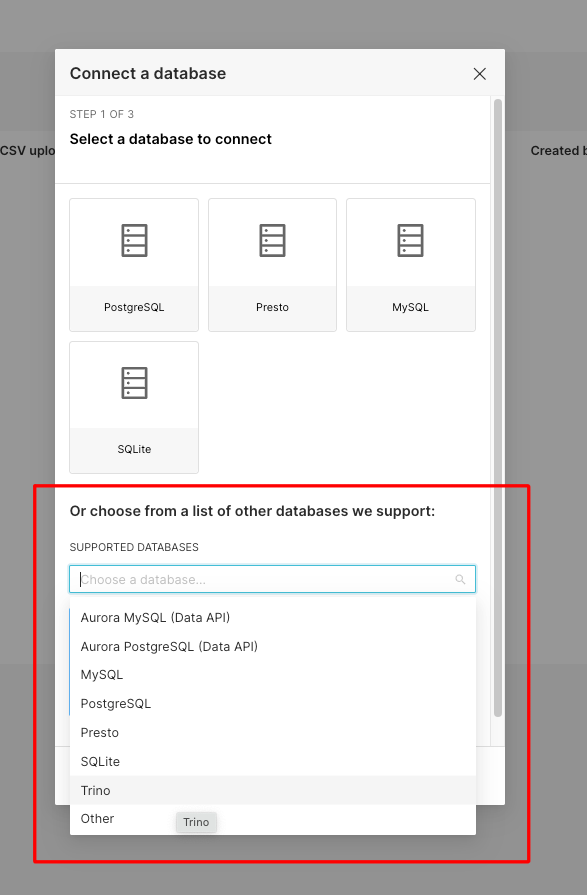 Connect a database
STEP 1 OF 3
Select a database to connect
CSV uplo
Created b
PostgreSQL
Presto
MySQL
SQLite
Or choose from a list of other databases we support:
SUPPORTED DATABASES
Choose a database...
Aurora MySQL (Data API)
Aurora PostgreSQL (Data API)
MySQL
PostgreSQL
Presto
SQLite
Trino
Other
Trino